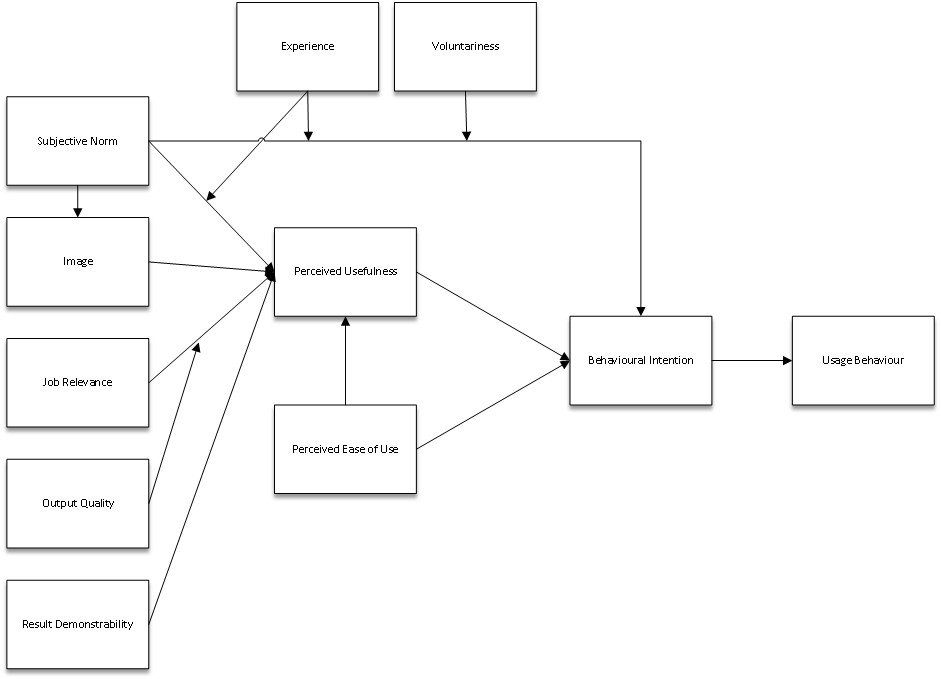 Experience
Voluntariness
Subjective Norm
Image
Perceived Usefulness
Job Relevance
Behavioural Intention
Usage Behaviour
Perceived Ease of Use
Output Quality
Result Demonstrability